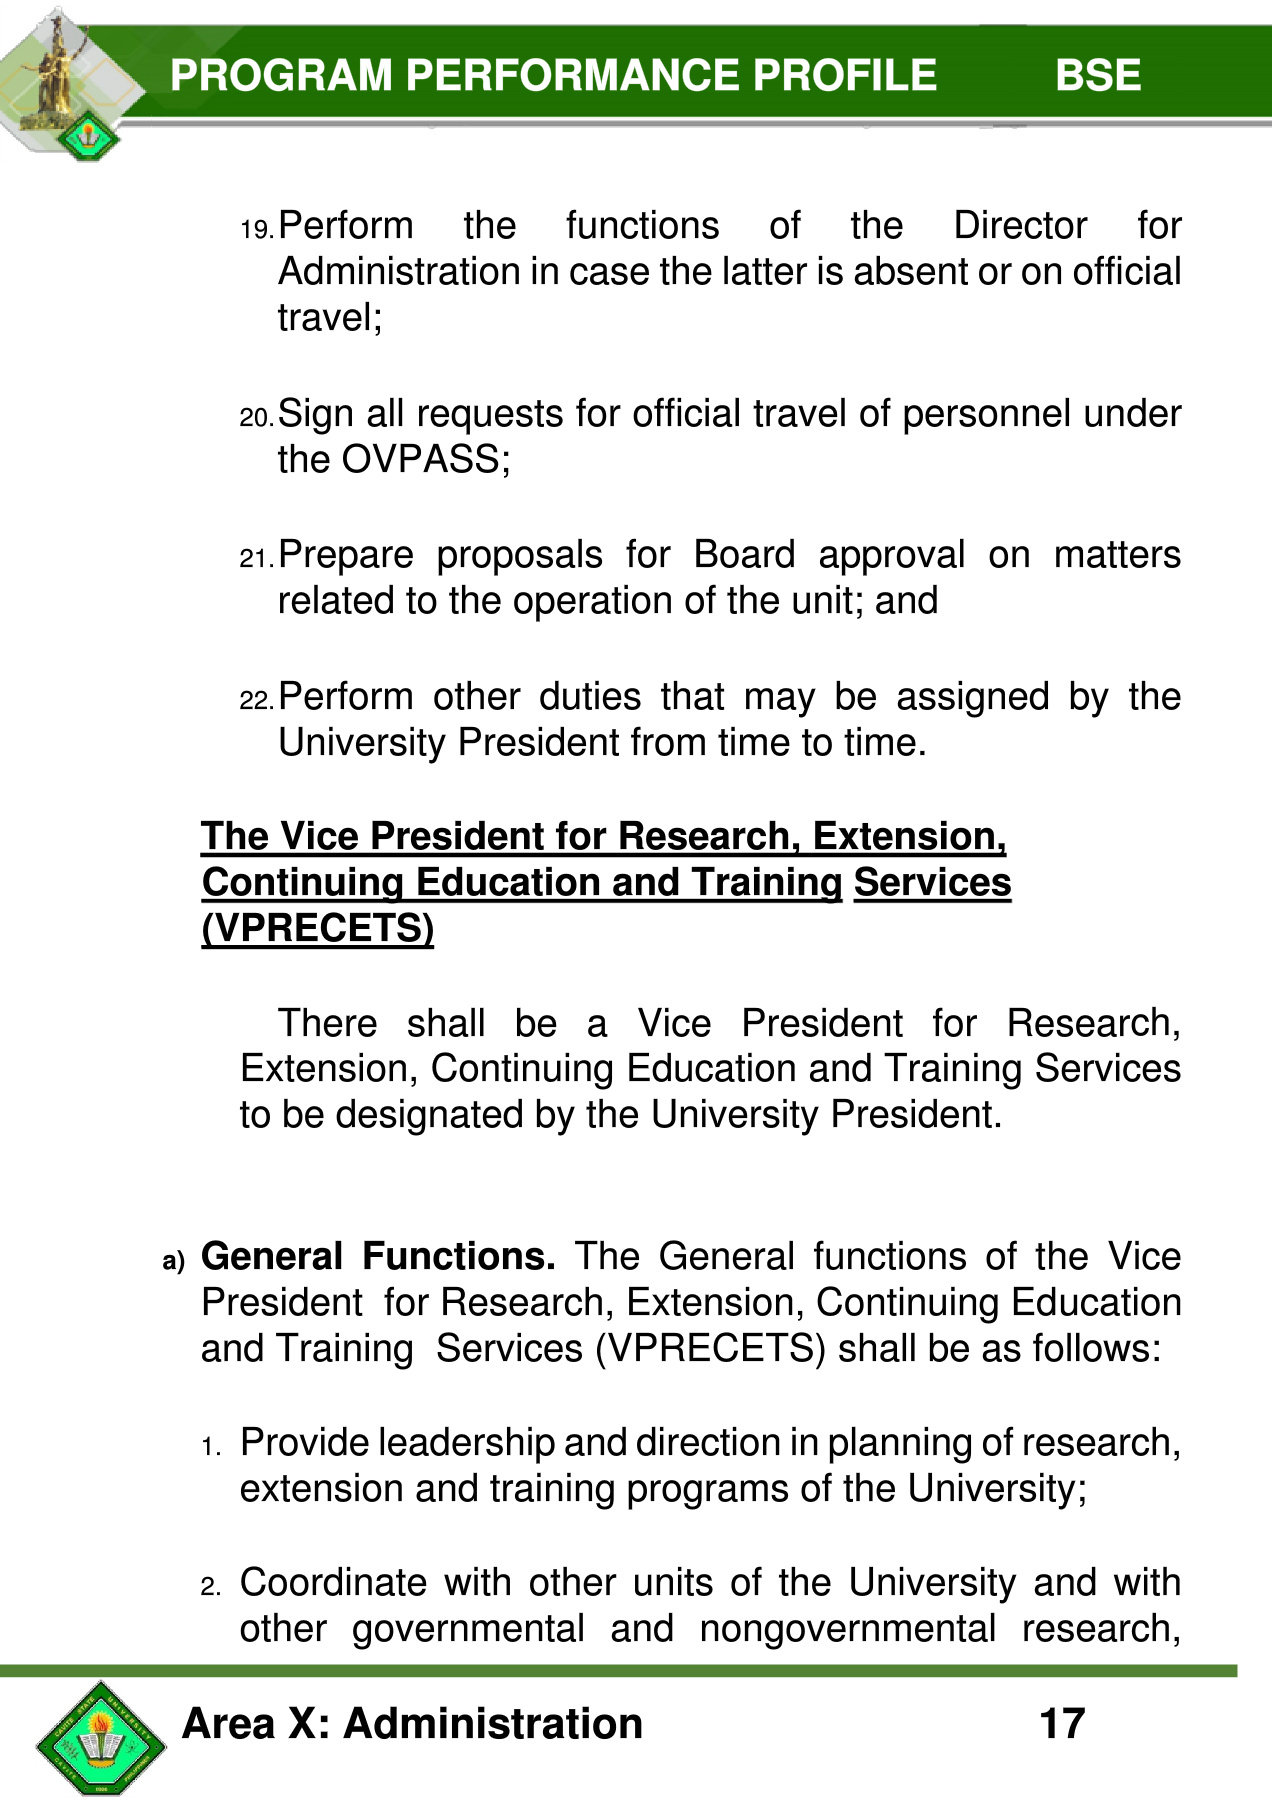 PROGRAM PERFORMANCE PROFILE BSE
19. Perform the functions of the Director for
Administration in case the latter is absent or on official
travel;
20. Sign all requests for official travel of personnel under
the OVPASS;
21. Prepare proposals for Board approval on matters
related to the operation of the unit; and
22. Perform other duties that may be assigned by the
University President from time to time.
The Vice President for Research, Extension,
Continuing Education and Training Services
(VPRECETS)
There shall be a Vice President for Research,
Extension, Continuing Education and Training Services
to be designated by the University President.
a) General Functions. The General functions of the Vice
President for Research, Extension, Continuing Education
and Training Services (VPRECETS) shall be as follows:
1. Provide leadership and direction in planning of research,
extension and training programs of the University;
2. Coordinate with other units of the University and with
other governmental and nongovernmental research,
CAVITE STATE UNIVERSITY
CAVITE PHILIPPINES
Area X: Administration 17